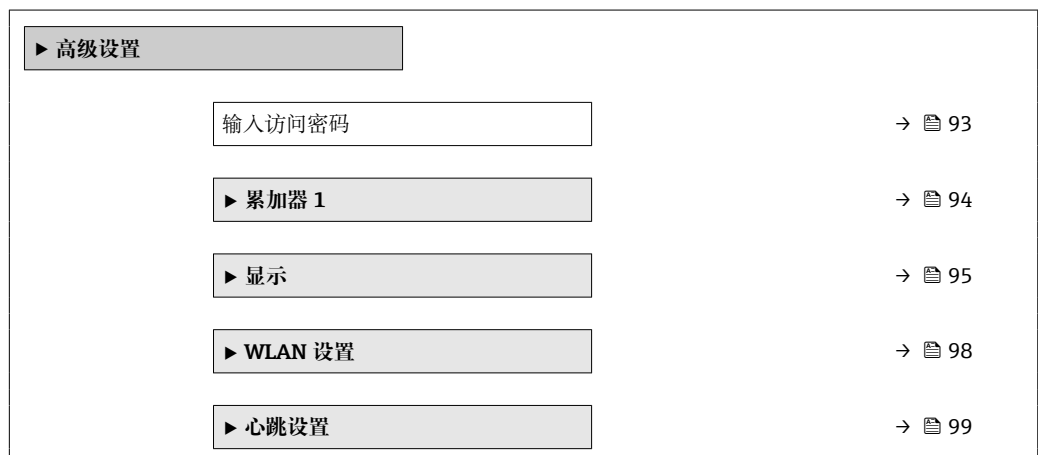 ▶ 高级设置
输入访问密码 → 93
▶ 累加器 1 → 94
▶ 显示 → 95
▶ WLAN 设置 → 98
▶ 心跳设置 → 99